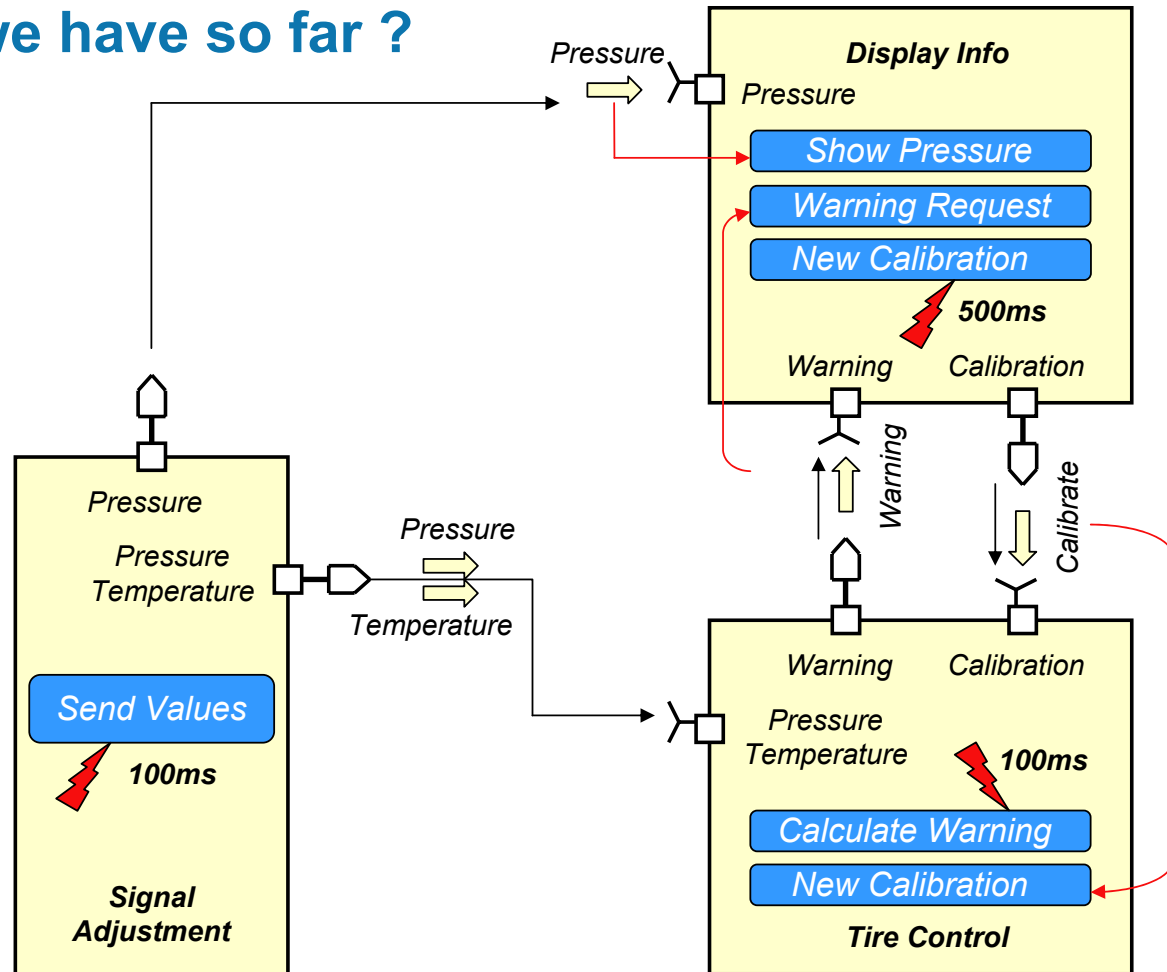 we have so far ?
Pressure
Display Info
Pressure
Show Pressure
Warning Request
New Calibration
500ms
Warning
Calibration
Warning
Calibrate
Pressure
Pressure
Temperature
Pressure
Temperature
Send Values
100ms
Signal
Adjustment
Warning
Calibration
Pressure
Temperature
100ms
Calculate Warning
New Calibration
Tire Control